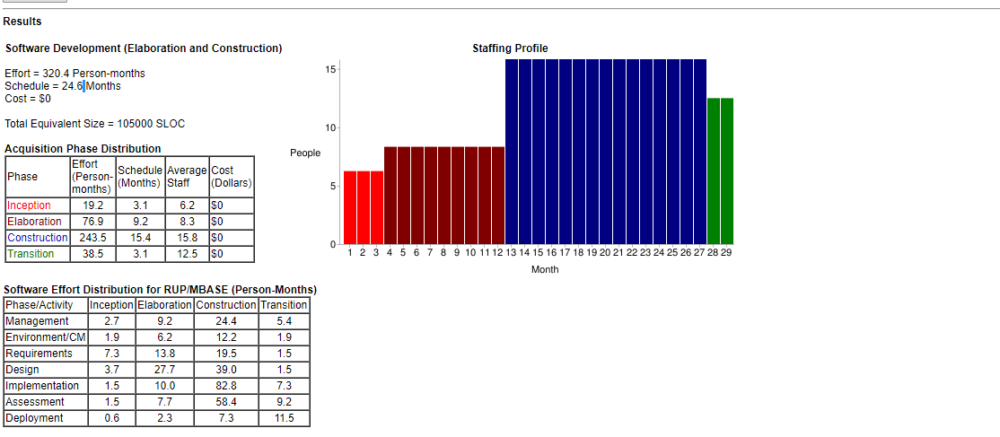 Results
Software Development (Elaboration and Construction)
Effort = 320.4 Person-months
Schedule = 24.6 Months
Cost = $0
Total Equivalent Size = 105000 SLOC
Acquisition Phase Distribution
Phase Effort (Person-months) Schedule (Months) Average Staff Cost (Dollars)
Inception 19.2 3.1 6.2 $0
Elaboration 76.9 9.2 8.3 $0
Construction 243.5 15.4 15.8 $0
Transition 38.5 3.1 12.5 $0
Staffing Profile
15
10
People
5
0
1 2 3 4 5 6 7 8 9 10 11 12 13 14 15 16 17 18 19 20 21 22 23 24 25 26 27 28 29
Month
Software Effort Distribution for RUP/MBASE (Person-Months)
Phase/Activity Inception Elaboration Construction Transition
Management 2.7 9.2 24.4 5.4
Environment/CM 1.9 6.2 12.2 1.9
Requirements 7.3 13.8 19.5 1.5
Design 3.7 27.7 39.0 1.5
Implementation 1.5 10.0 82.8 7.3
Assessment 1.5 7.7 58.4 9.2
Deployment 0.6 2.3 7.3 11.5